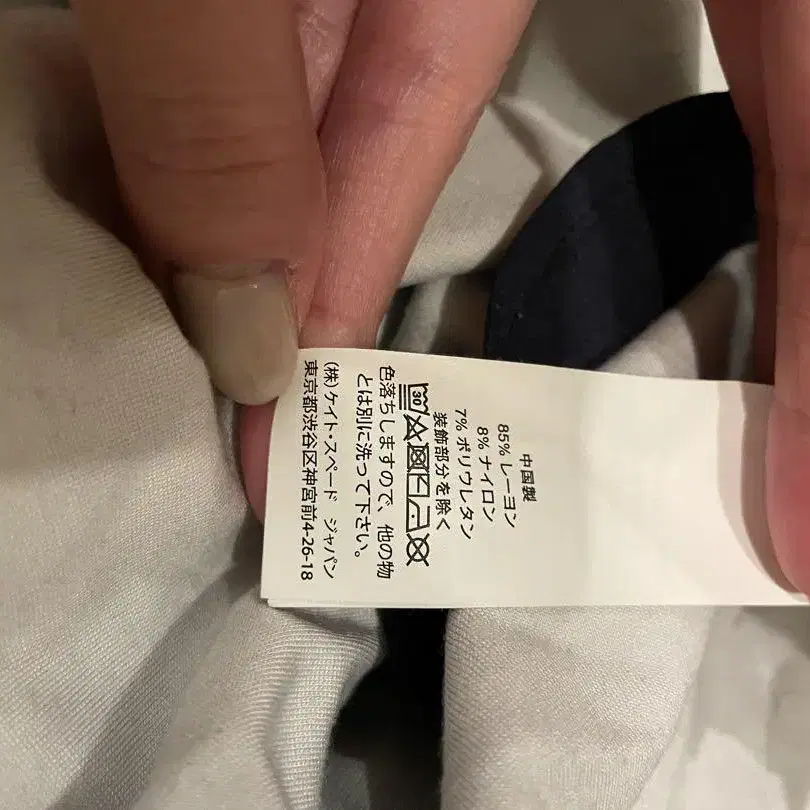 中国製
85% レーヨン
8% ナイロン
7% ポリウレタン
装飾部分を除く
30
色落ちしますので、他の物
とは別に洗って下さい。
(株)ケイト・スペード ジャパン
東京都渋谷区神宮前4-26-18